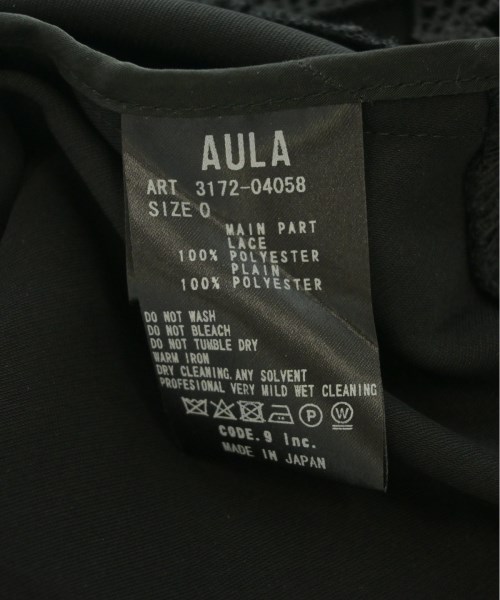 AULA
ART 3172-04058
SIZE 0
MAIN PART
LACE
100% POLYESTER
PLAIN
100% POLYESTER
DO NOT WASH
DO NOT BLEACH
DO NOT TUMBLE DRY
WARM IRON
DRY CLEANING.ANY SOLVENT
PROFESIONAL VERY MILD WET CLEANING
P W
CODE.9 Inc.
MADE IN JAPAN